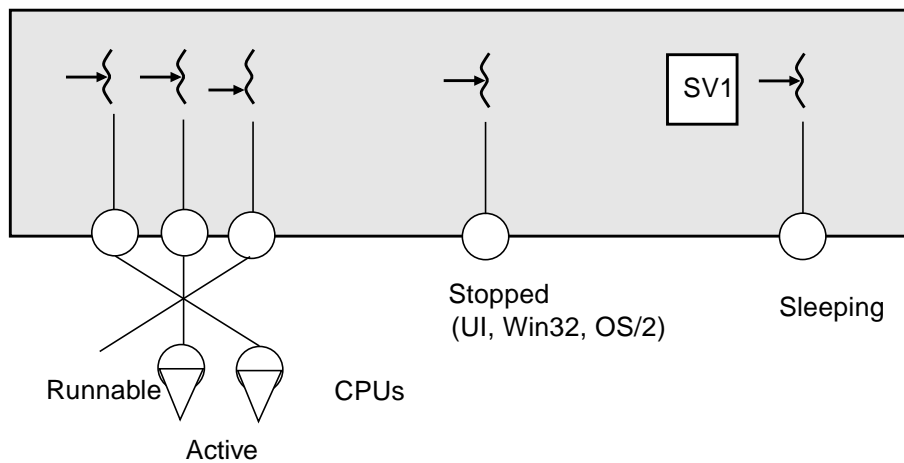 SV1
Stopped
(UI, Win32, OS/2)
Sleeping
Runnable
CPUs
Active